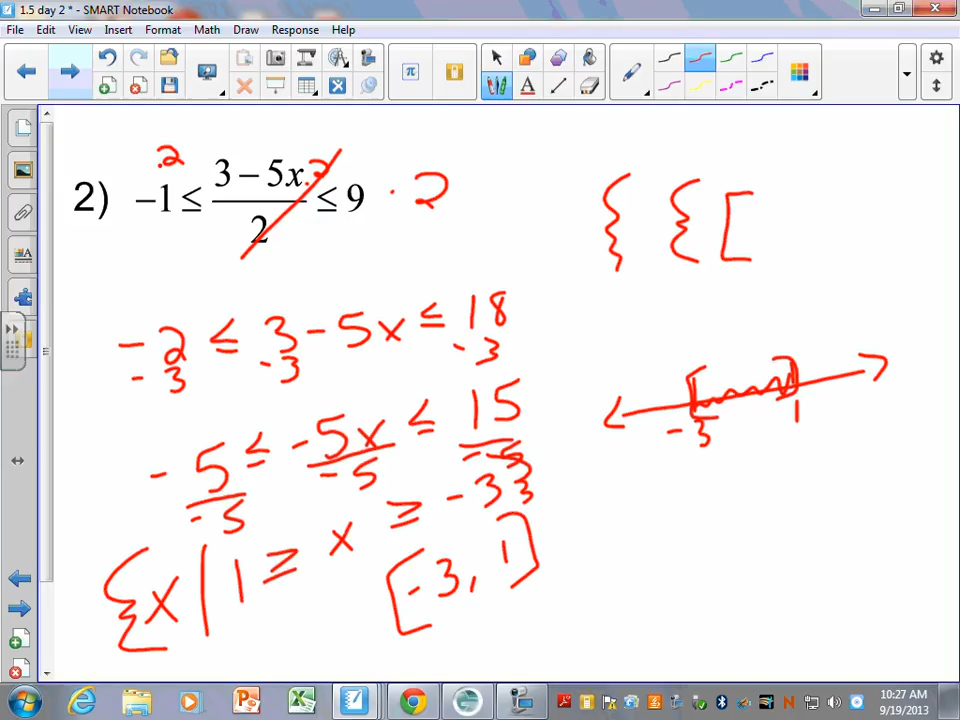 1.5 day 2 * - SMART Notebook
File Edit View Insert Format Math Draw Response Help
π
A
·2 ·2
2) −1 ≤ (3 − 5x)/2 ≤ 9 · 2
{ { [
-2 ≤ 3 - 5x ≤ 18
-3 -3 -3
-5 ≤ -5x ≤ 15
-5 -5 -5
≥ x ≥ -3
{x | 1 [-3, 1]
-3 1
10:27 AM
9/19/2013